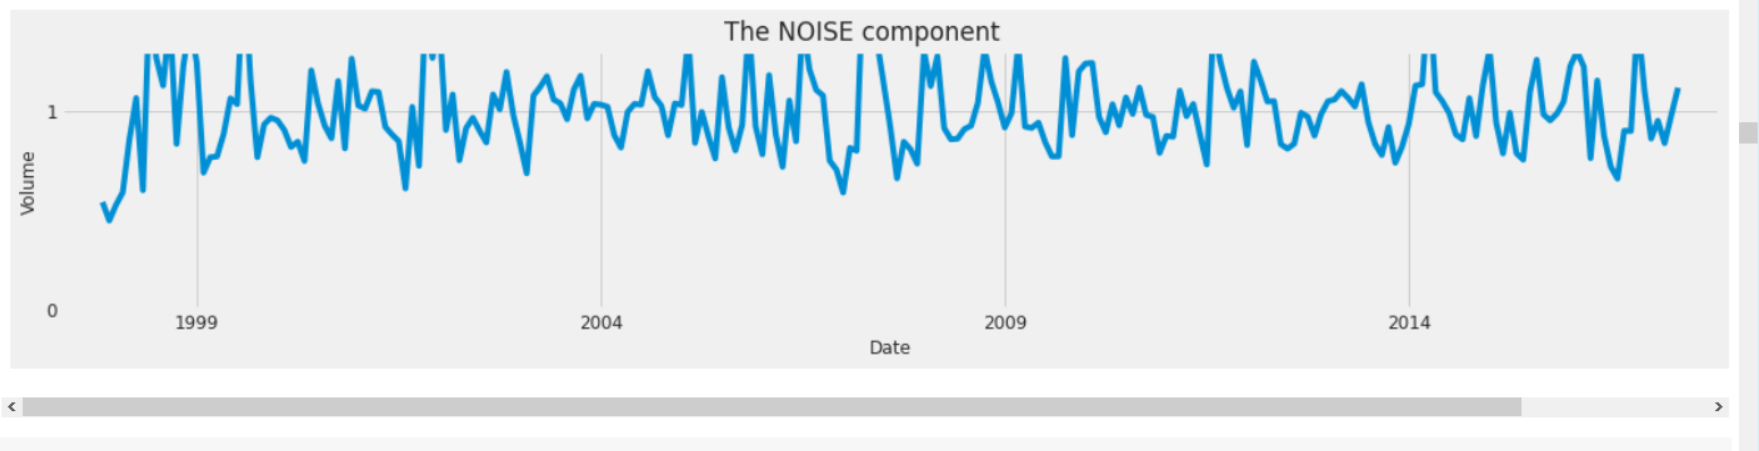 The NOISE component
1
Volume
0
1999 2004 2009 2014
Date